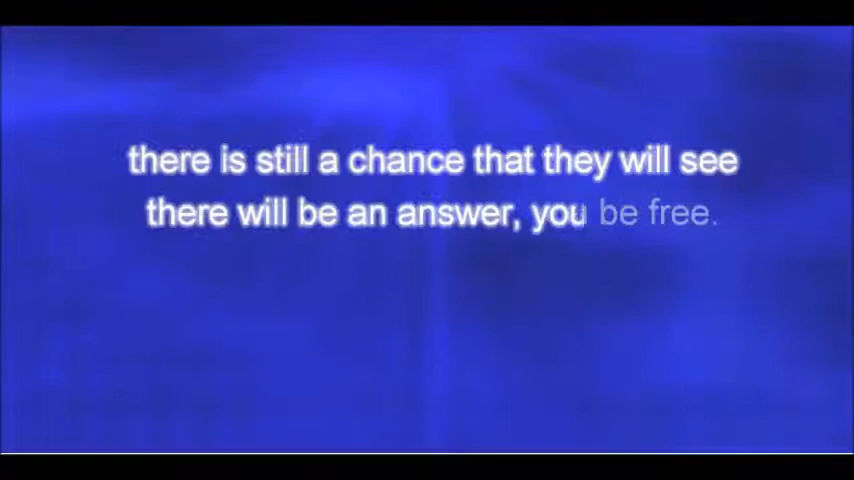 there is still a chance that they will see
there will be an answer, you be free.